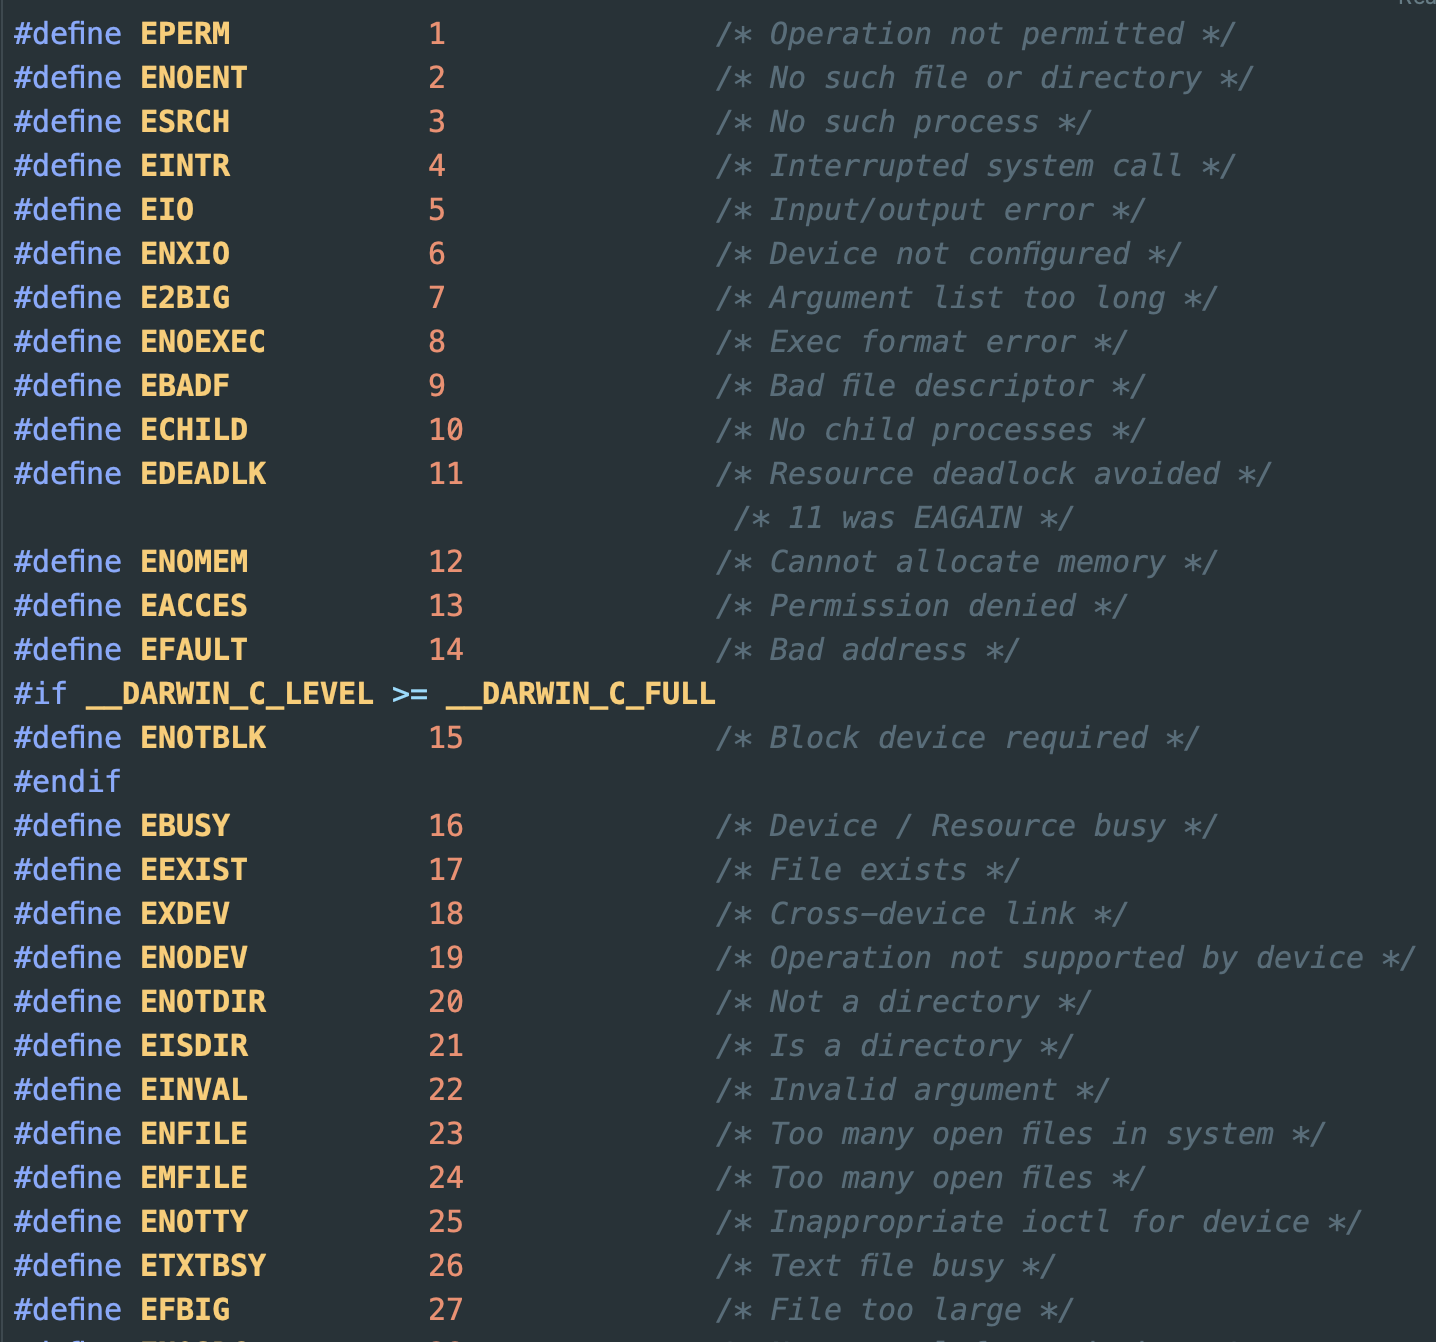 #define EPERM 1 /* Operation not permitted */
#define ENOENT 2 /* No such file or directory */
#define ESRCH 3 /* No such process */
#define EINTR 4 /* Interrupted system call */
#define EIO 5 /* Input/output error */
#define ENXIO 6 /* Device not configured */
#define E2BIG 7 /* Argument list too long */
#define ENOEXEC 8 /* Exec format error */
#define EBADF 9 /* Bad file descriptor */
#define ECHILD 10 /* No child processes */
#define EDEADLK 11 /* Resource deadlock avoided */
/* 11 was EAGAIN */
#define ENOMEM 12 /* Cannot allocate memory */
#define EACCES 13 /* Permission denied */
#define EFAULT 14 /* Bad address */
#if __DARWIN_C_LEVEL >= __DARWIN_C_FULL
#define ENOTBLK 15 /* Block device required */
#endif
#define EBUSY 16 /* Device / Resource busy */
#define EEXIST 17 /* File exists */
#define EXDEV 18 /* Cross-device link */
#define ENODEV 19 /* Operation not supported by device */
#define ENOTDIR 20 /* Not a directory */
#define EISDIR 21 /* Is a directory */
#define EINVAL 22 /* Invalid argument */
#define ENFILE 23 /* Too many open files in system */
#define EMFILE 24 /* Too many open files */
#define ENOTTY 25 /* Inappropriate ioctl for device */
#define ETXTBSY 26 /* Text file busy */
#define EFBIG 27 /* File too large */